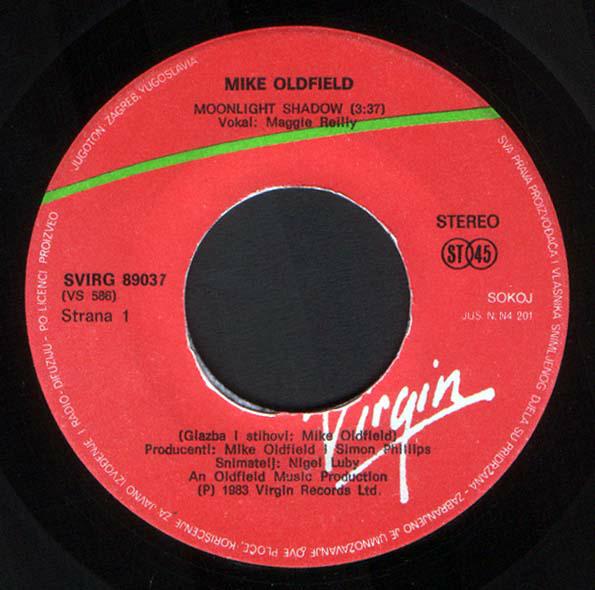 MIKE OLDFIELD
MOONLIGHT SHADOW (3:37)
Vokal: Maggie Reilly
STEREO
ST 45
SVIRG 89037
(VS 586)
Strana 1
SOKOJ
JUS. N. N4 201
Virgin
(Glazba i stihovi: Mike Oldfield)
Producenti: Mike Oldfield i Simon Phillips
Snimatelj: Nigel Luby
An Oldfield Music Production
(P) 1983 Virgin Records Ltd.
JUGOTON - ZAGREB, YUGOSLAVIA
SVA PRAVA PROIZVOĐAČA I VLASNIKA SNIMLJENOG DJELA SU PRIDRŽANA - ZABRANJENO JE UMNOŽAVANJE OVE PLOČE, KORIŠĆENJE ZA JAVNO IZVOĐENJE I RADIO-DIFUZIJU - PO LICENCI PROIZVEO